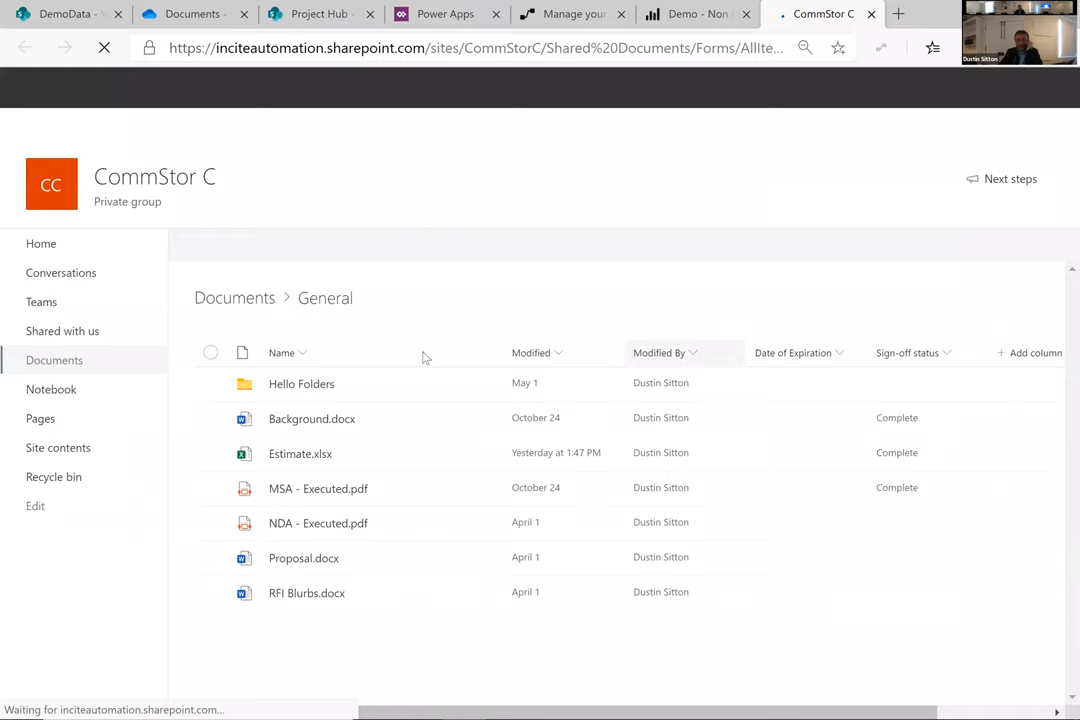 DemoData -
Documents -
Project Hub -
Power Apps
Manage your
Demo - Non
CommStor C
https://inciteautomation.sharepoint.com/sites/CommStorC/Shared%20Documents/Forms/AllIte...
Dustin Sitton
CC
CommStor C
Private group
Next steps
Home
Conversations
Teams
Shared with us
Documents
Notebook
Pages
Site contents
Recycle bin
Edit
Documents > General
Name Modified Modified By Date of Expiration Sign-off status + Add column
Hello Folders May 1 Dustin Sitton
Background.docx October 24 Dustin Sitton Complete
Estimate.xlsx Yesterday at 1:47 PM Dustin Sitton Complete
MSA - Executed.pdf October 24 Dustin Sitton Complete
NDA - Executed.pdf April 1 Dustin Sitton
Proposal.docx April 1 Dustin Sitton
RFI Blurbs.docx April 1 Dustin Sitton
Waiting for inciteautomation.sharepoint.com...